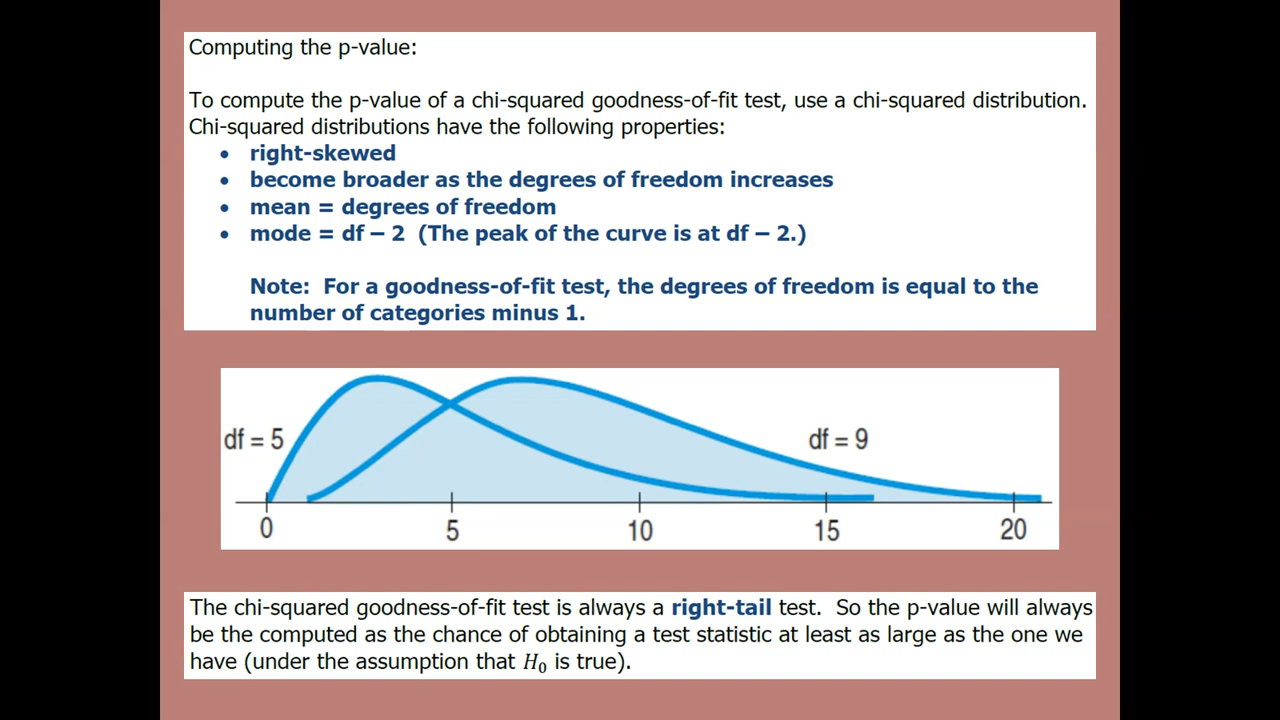 Computing the p-value:
To compute the p-value of a chi-squared goodness-of-fit test, use a chi-squared distribution.
Chi-squared distributions have the following properties:
• right-skewed
• become broader as the degrees of freedom increases
• mean = degrees of freedom
• mode = df – 2 (The peak of the curve is at df – 2.)
Note: For a goodness-of-fit test, the degrees of freedom is equal to the
number of categories minus 1.
df = 5
df = 9
0 5 10 15 20
The chi-squared goodness-of-fit test is always a right-tail test. So the p-value will always
be the computed as the chance of obtaining a test statistic at least as large as the one we
have (under the assumption that H₀ is true).